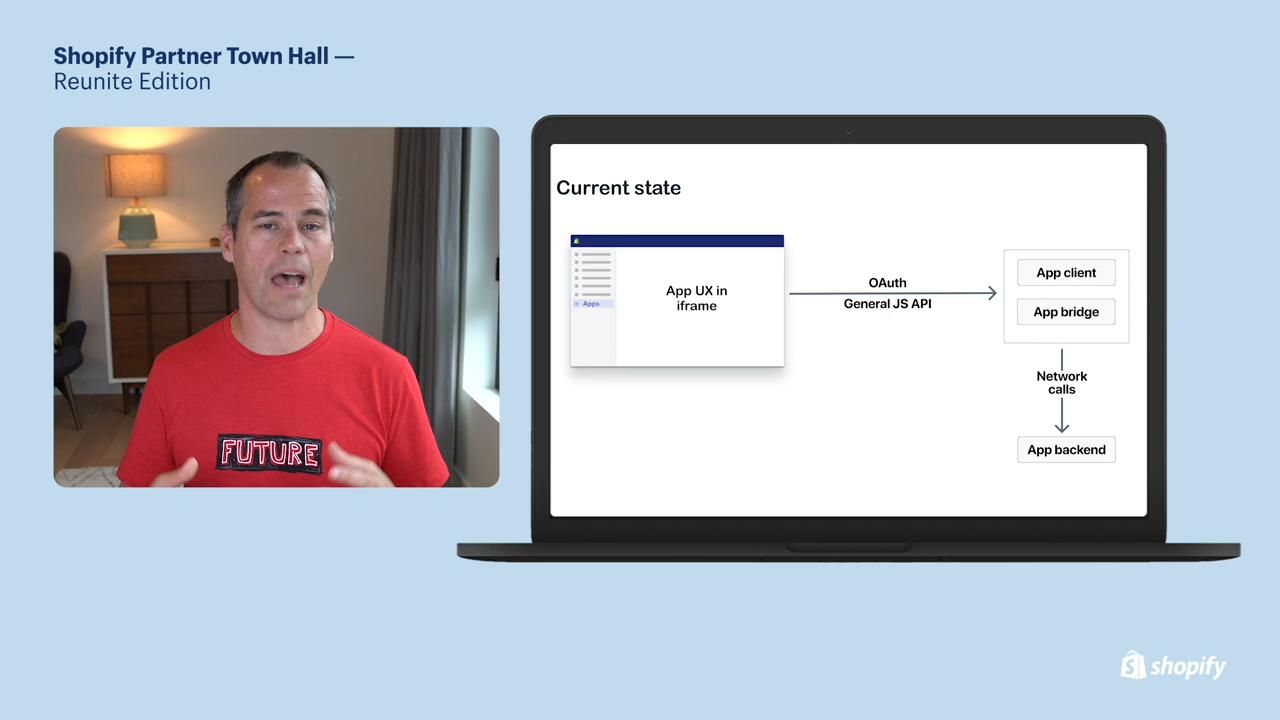 Shopify Partner Town Hall —
Reunite Edition
FUTURE
Current state
Apps
App UX in
iframe
OAuth
General JS API
App client
App bridge
Network
calls
App backend
shopify